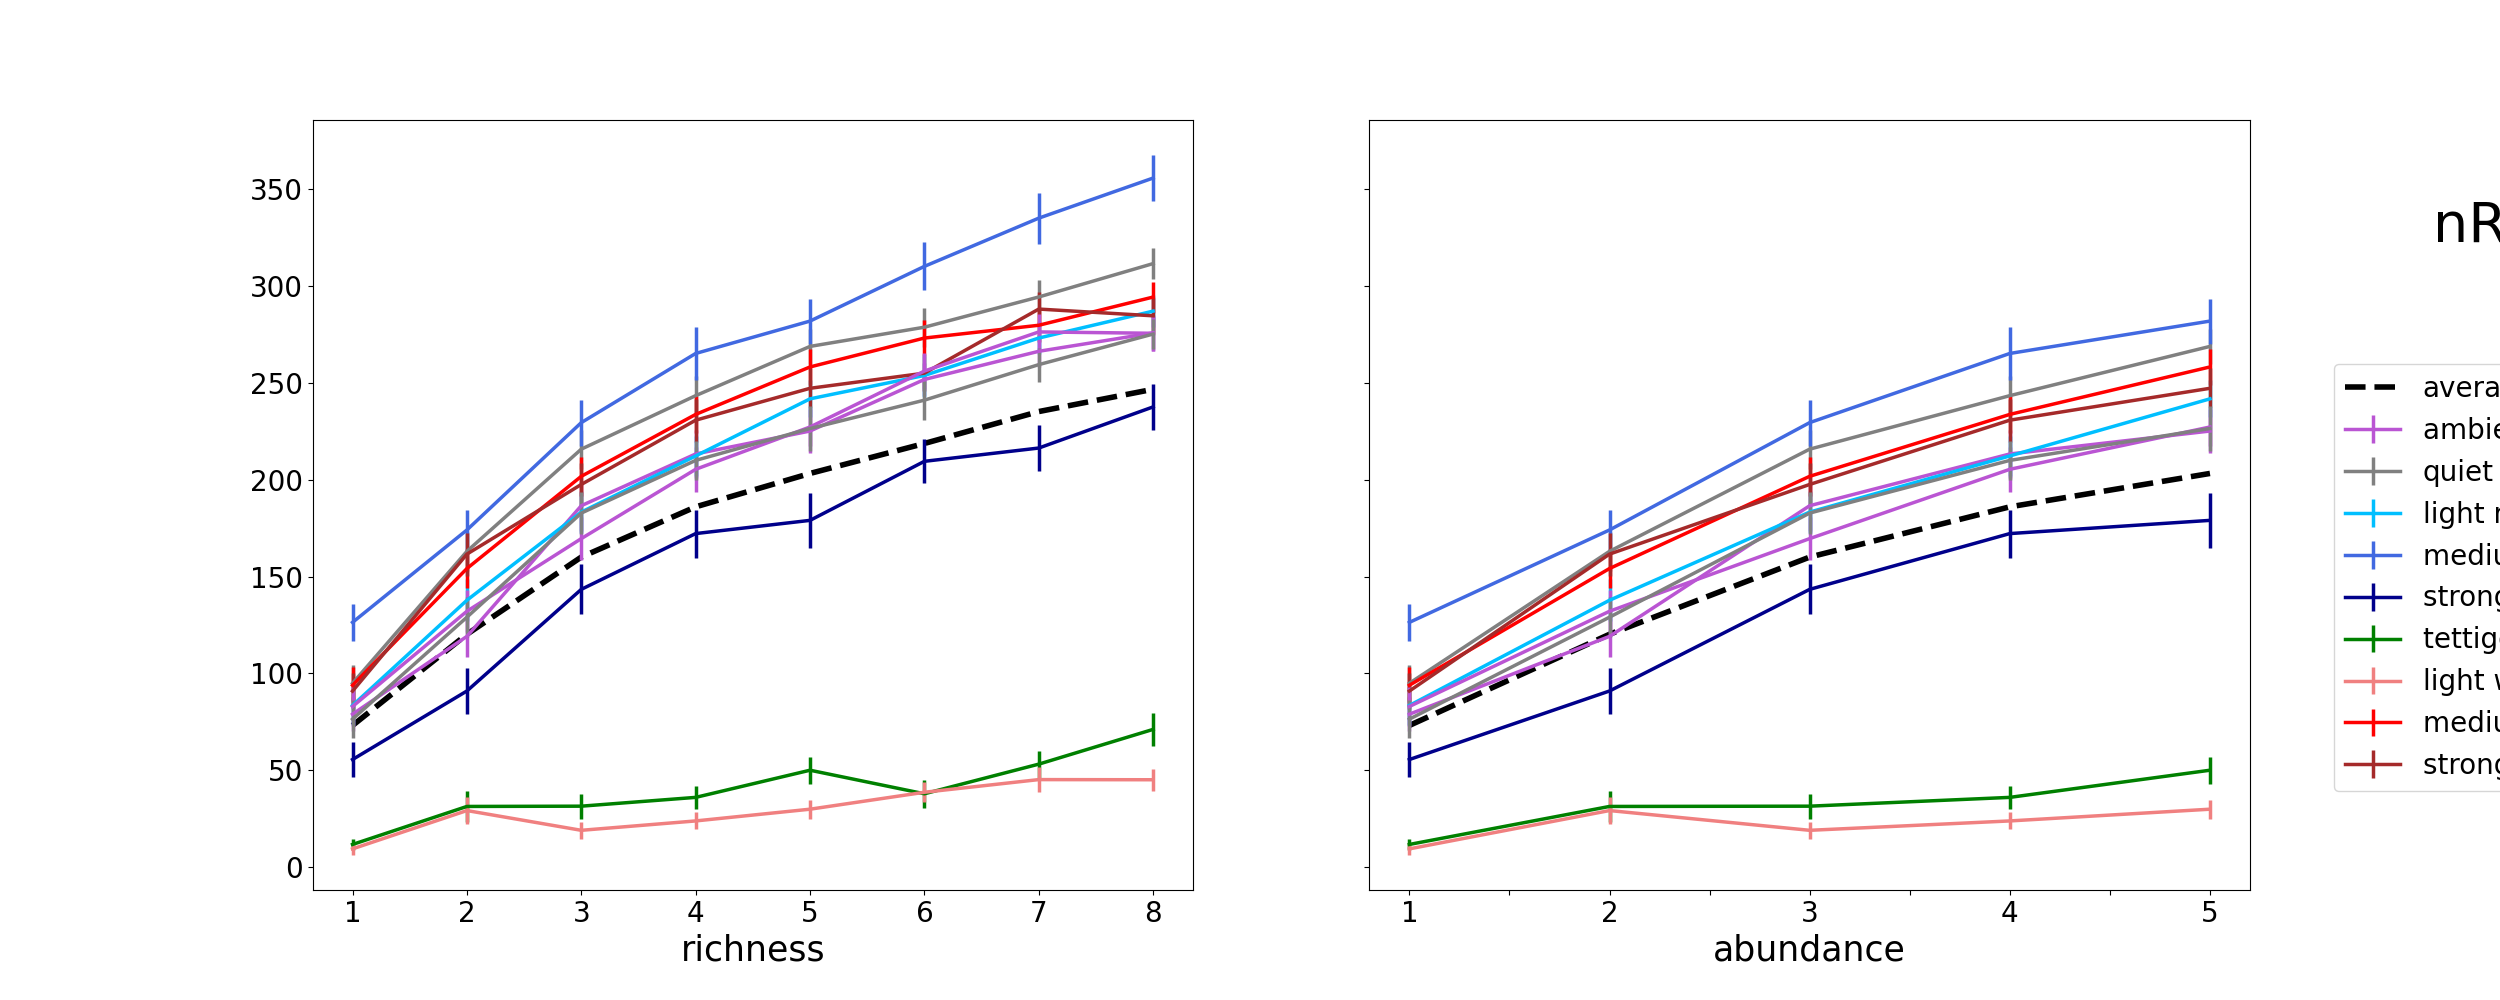 350
300
250
200
150
100
50
0
1 2 3 4 5 6 7 8
richness
1 2 3 4 5
abundance
nR
avera
ambie
quiet
light r
mediu
strong
tettig
light w
mediu
strong